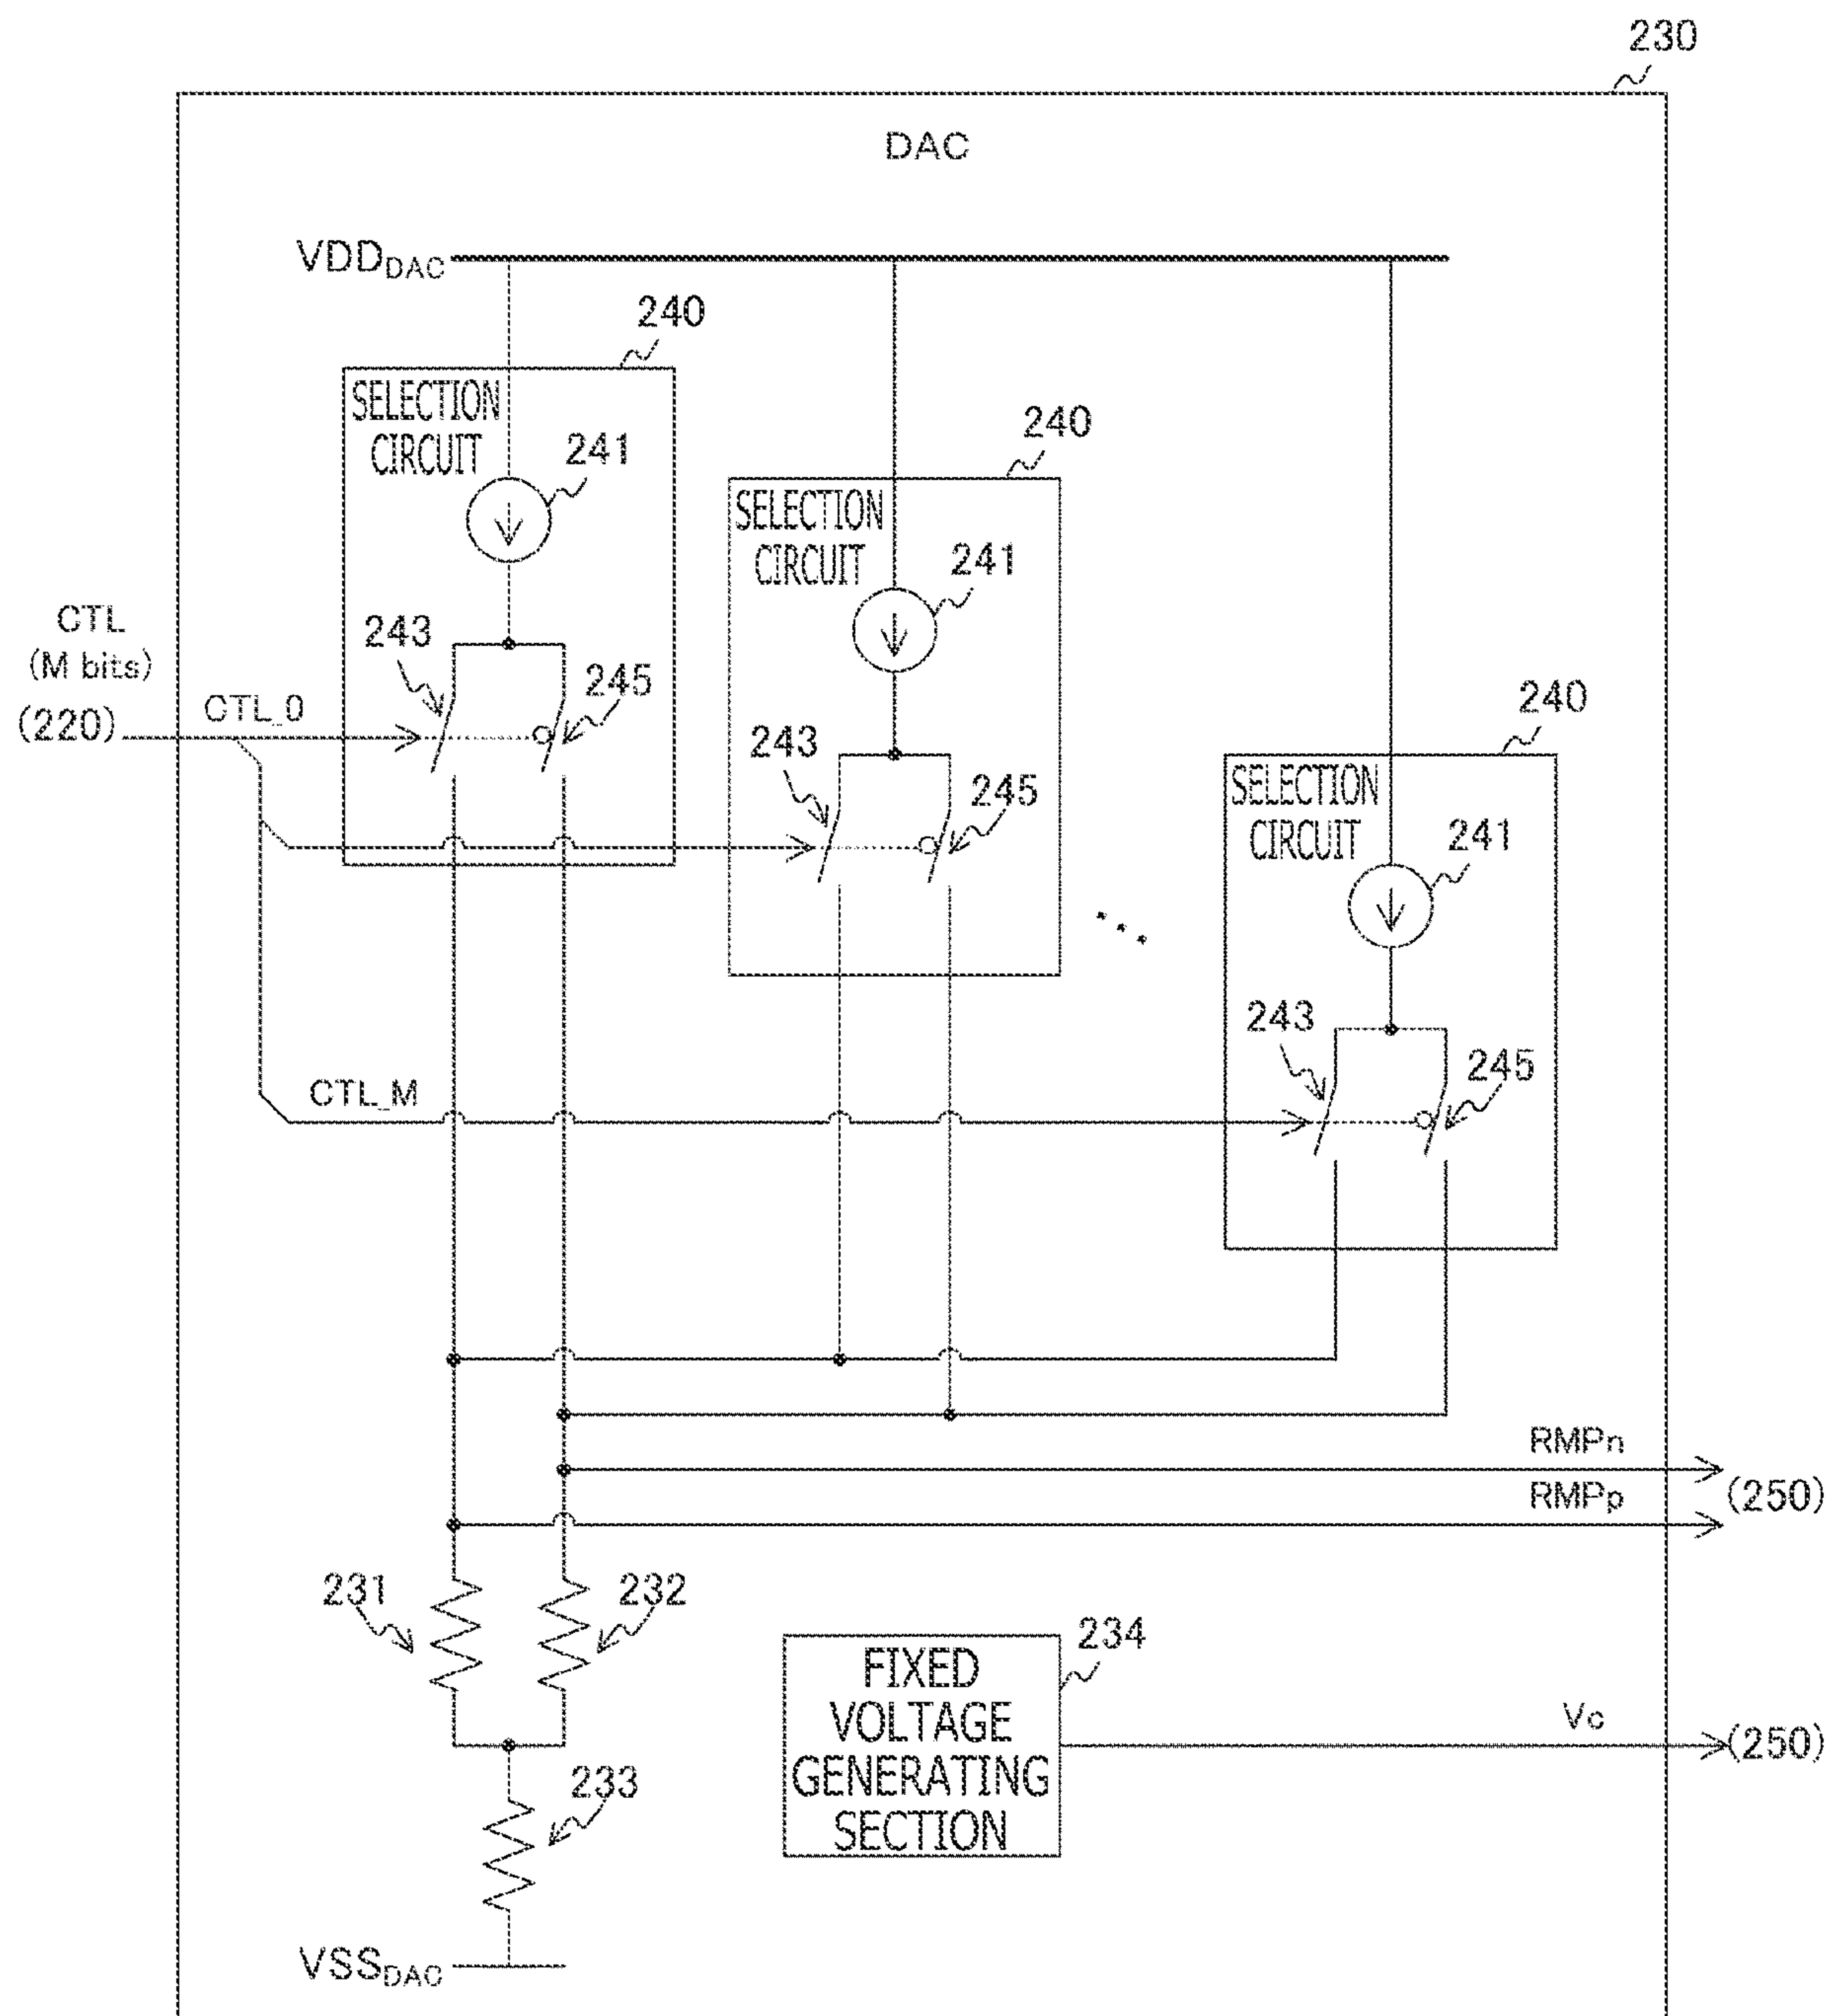 230
DAC
VDDDAC
240
SELECTION
CIRCUIT
241
243
245
240
SELECTION
CIRCUIT
241
243
245
240
SELECTION
CIRCUIT
241
243
245
CTL
(M bits)
(220)
CTL_0
CTL_M
RMPn
RMPp
(250)
231
232
233
234
FIXED
VOLTAGE
GENERATING
SECTION
Vc
(250)
VSSDAC